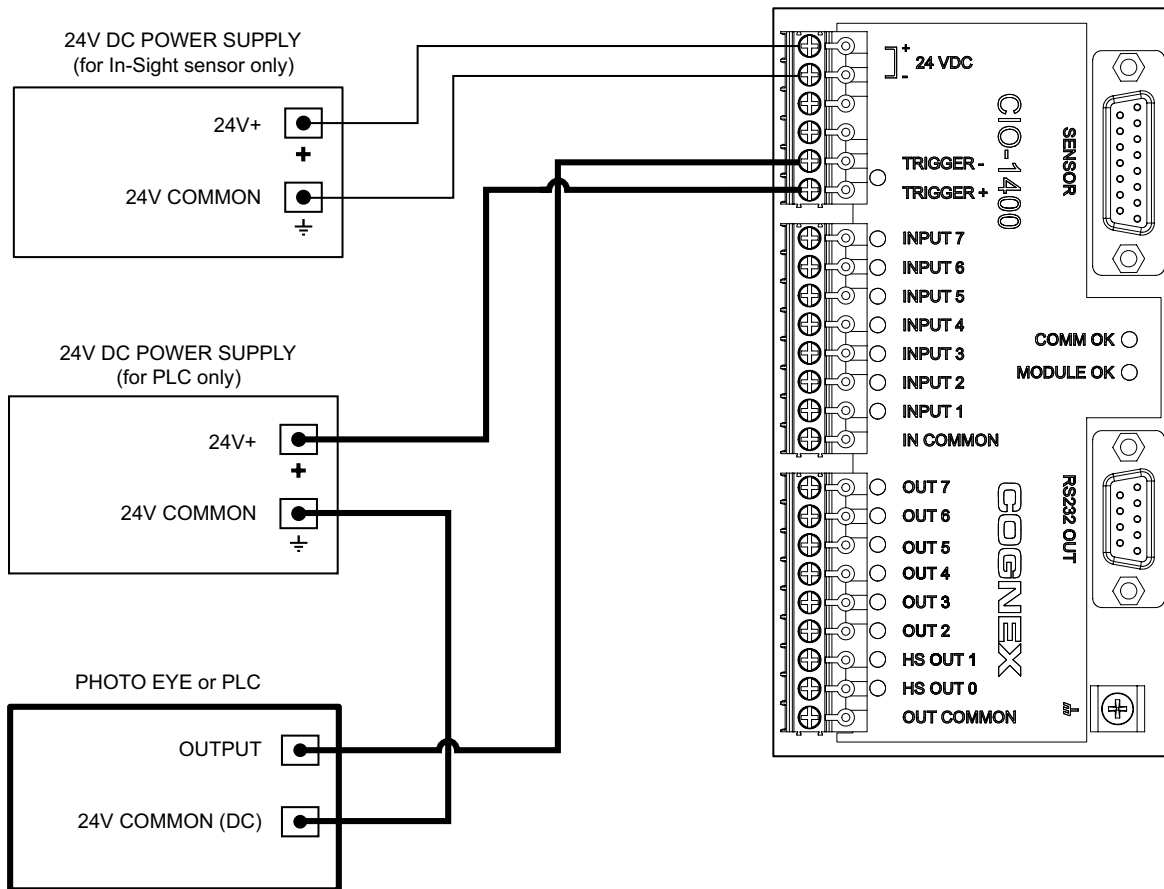 24V DC POWER SUPPLY
(for In-Sight sensor only)
24V+
+
24V COMMON
24V DC POWER SUPPLY
(for PLC only)
24V+
+
24V COMMON
PHOTO EYE or PLC
OUTPUT
24V COMMON (DC)
+
24 VDC
-
TRIGGER -
TRIGGER +
INPUT 7
INPUT 6
INPUT 5
INPUT 4
INPUT 3
INPUT 2
INPUT 1
IN COMMON
OUT 7
OUT 6
OUT 5
OUT 4
OUT 3
OUT 2
HS OUT 1
HS OUT 0
OUT COMMON
CIO-1400
COGNEX
SENSOR
COMM OK
MODULE OK
RS232 OUT